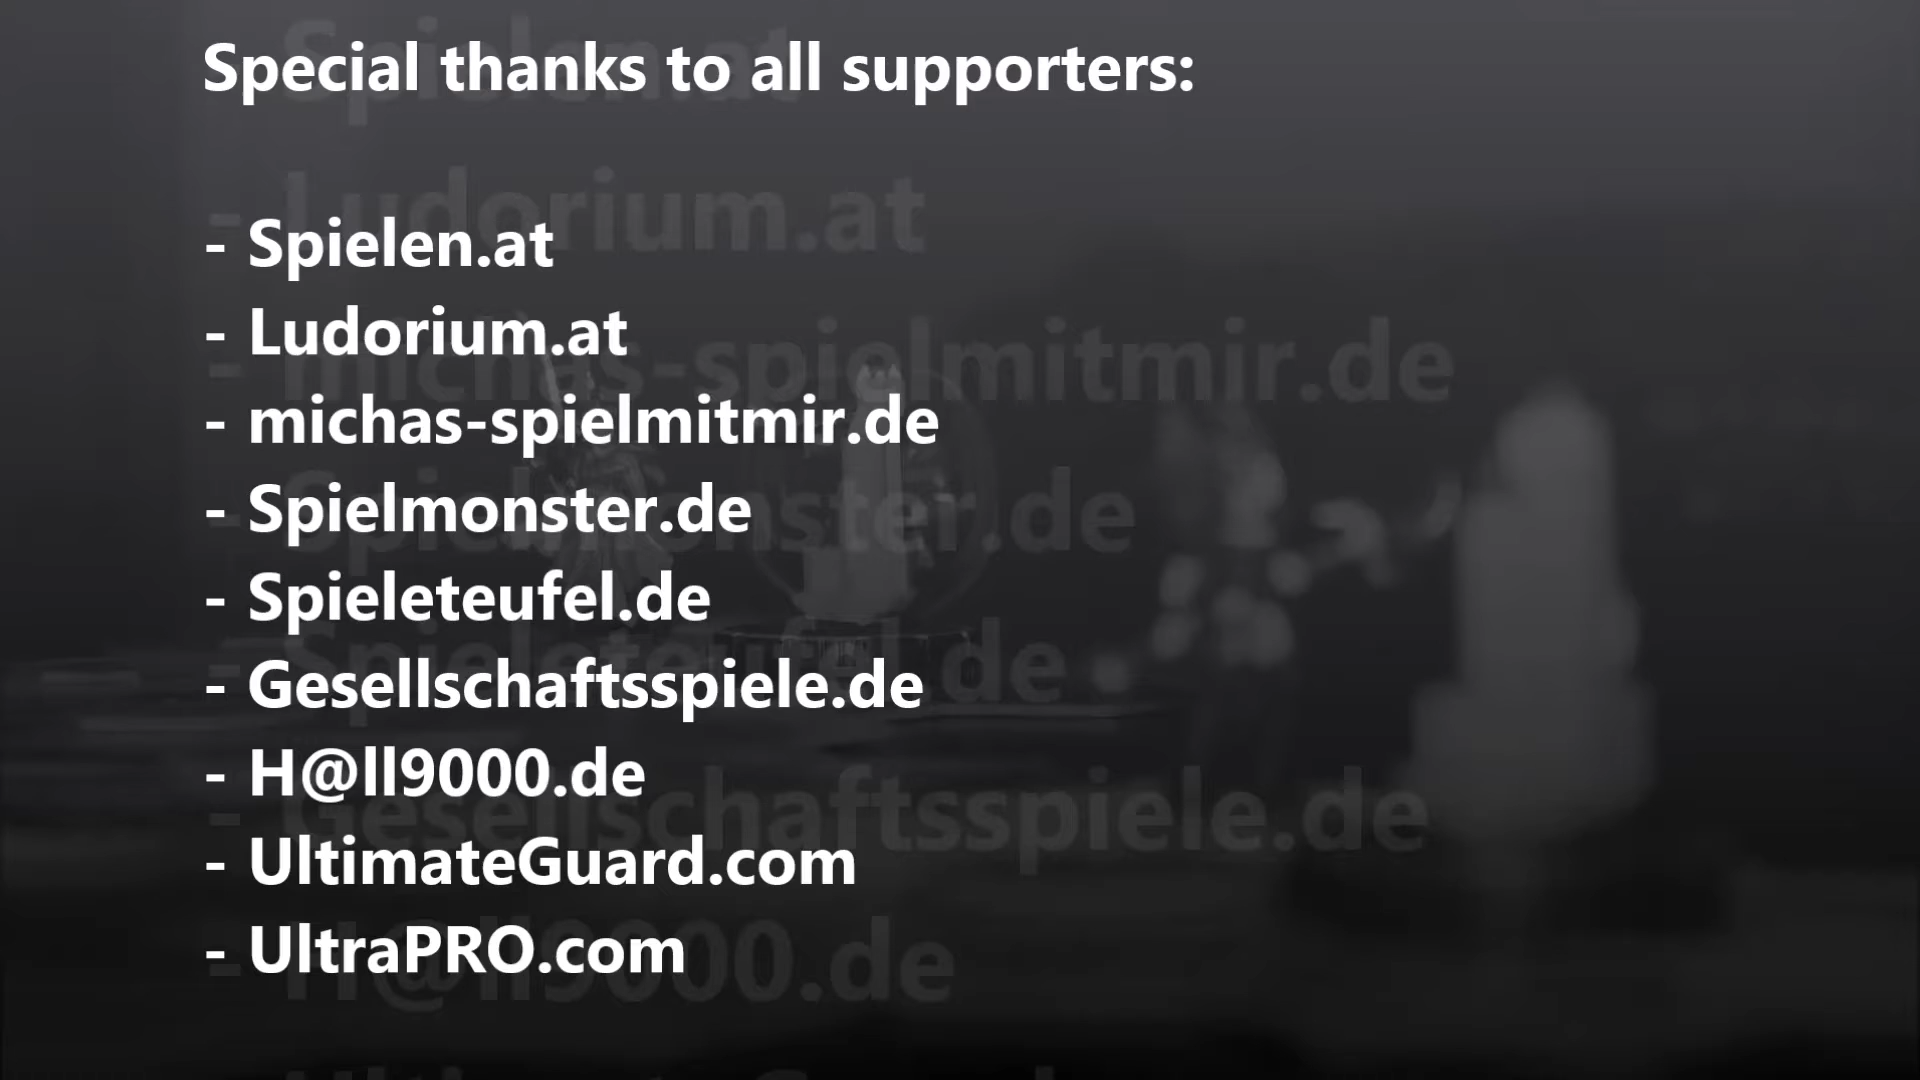 Special thanks to all supporters:
- Spielen.at
- Ludorium.at
- michas-spielmitmir.de
- Spielmonster.de
- Spieleteufel.de
- Gesellschaftsspiele.de
- H@ll9000.de
- UltimateGuard.com
- UltraPRO.com